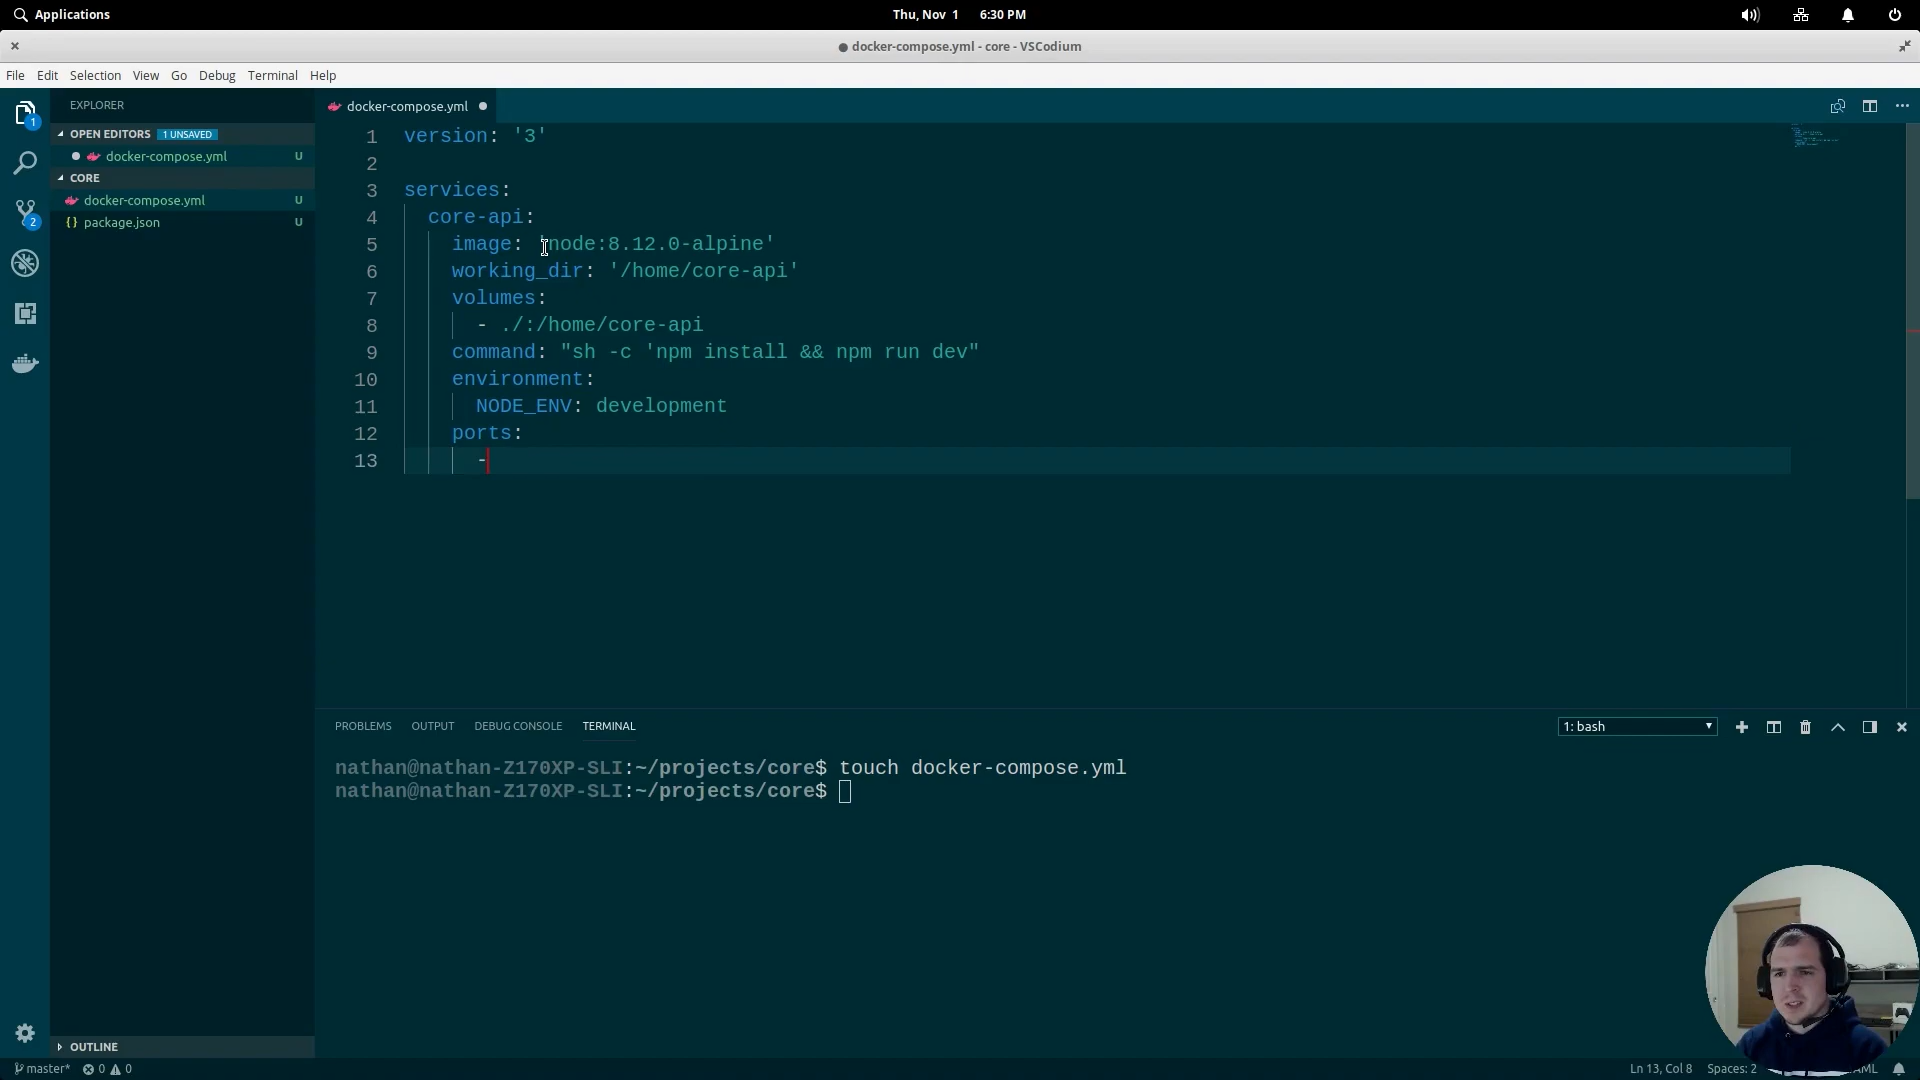 Applications
Thu, Nov 1 6:30 PM
● docker-compose.yml - core - VSCodium
File Edit Selection View Go Debug Terminal Help
EXPLORER
OPEN EDITORS 1 UNSAVED
docker-compose.yml U
CORE
docker-compose.yml U
{} package.json U
1
2
OUTLINE
docker-compose.yml
1 version: '3'
2
3 services:
4 core-api:
5 image: 'node:8.12.0-alpine'
6 working_dir: '/home/core-api'
7 volumes:
8 - ./:/home/core-api
9 command: "sh -c 'npm install && npm run dev"
10 environment:
11 NODE_ENV: development
12 ports:
13 -
PROBLEMS OUTPUT DEBUG CONSOLE TERMINAL
1: bash
nathan@nathan-Z170XP-SLI:~/projects/core$ touch docker-compose.yml
nathan@nathan-Z170XP-SLI:~/projects/core$
master* 0 0
Ln 13, Col 8 Spaces: 2